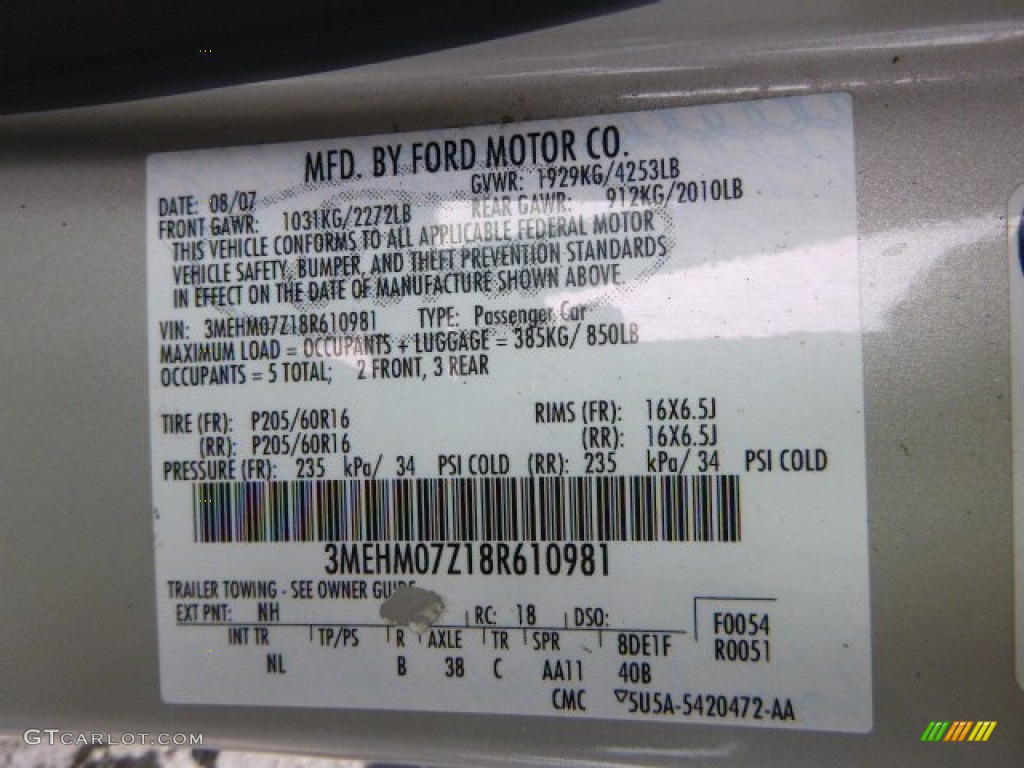 MFD. BY FORD MOTOR CO.
DATE: 08/07 GVWR: 1929KG/4253LB
FRONT GAWR: 1031KG/2272LB REAR GAWR: 912KG/2010LB
THIS VEHICLE CONFORMS TO ALL APPLICABLE FEDERAL MOTOR
VEHICLE SAFETY, BUMPER, AND THEFT PREVENTION STANDARDS
IN EFFECT ON THE DATE OF MANUFACTURE SHOWN ABOVE.
VIN: 3MEHM07Z18R610981 TYPE: Passenger Car
MAXIMUM LOAD = OCCUPANTS + LUGGAGE = 385KG/ 850LB
OCCUPANTS = 5 TOTAL; 2 FRONT, 3 REAR
TIRE (FR): P205/60R16 RIMS (FR): 16X6.5J
(RR): P205/60R16 (RR): 16X6.5J
PRESSURE (FR): 235 kPa/ 34 PSI COLD (RR): 235 kPa/ 34 PSI COLD
3MEHM07Z18R610981
TRAILER TOWING - SEE OWNER GUIDE
EXT PNT: NH RC: 18 DSO: F0054
INT TR TP/PS R AXLE TR SPR 8DE1F R0051
NL B 38 C AA11 40B
CMC 5U5A-5420472-AA
GTCARLOT.COM